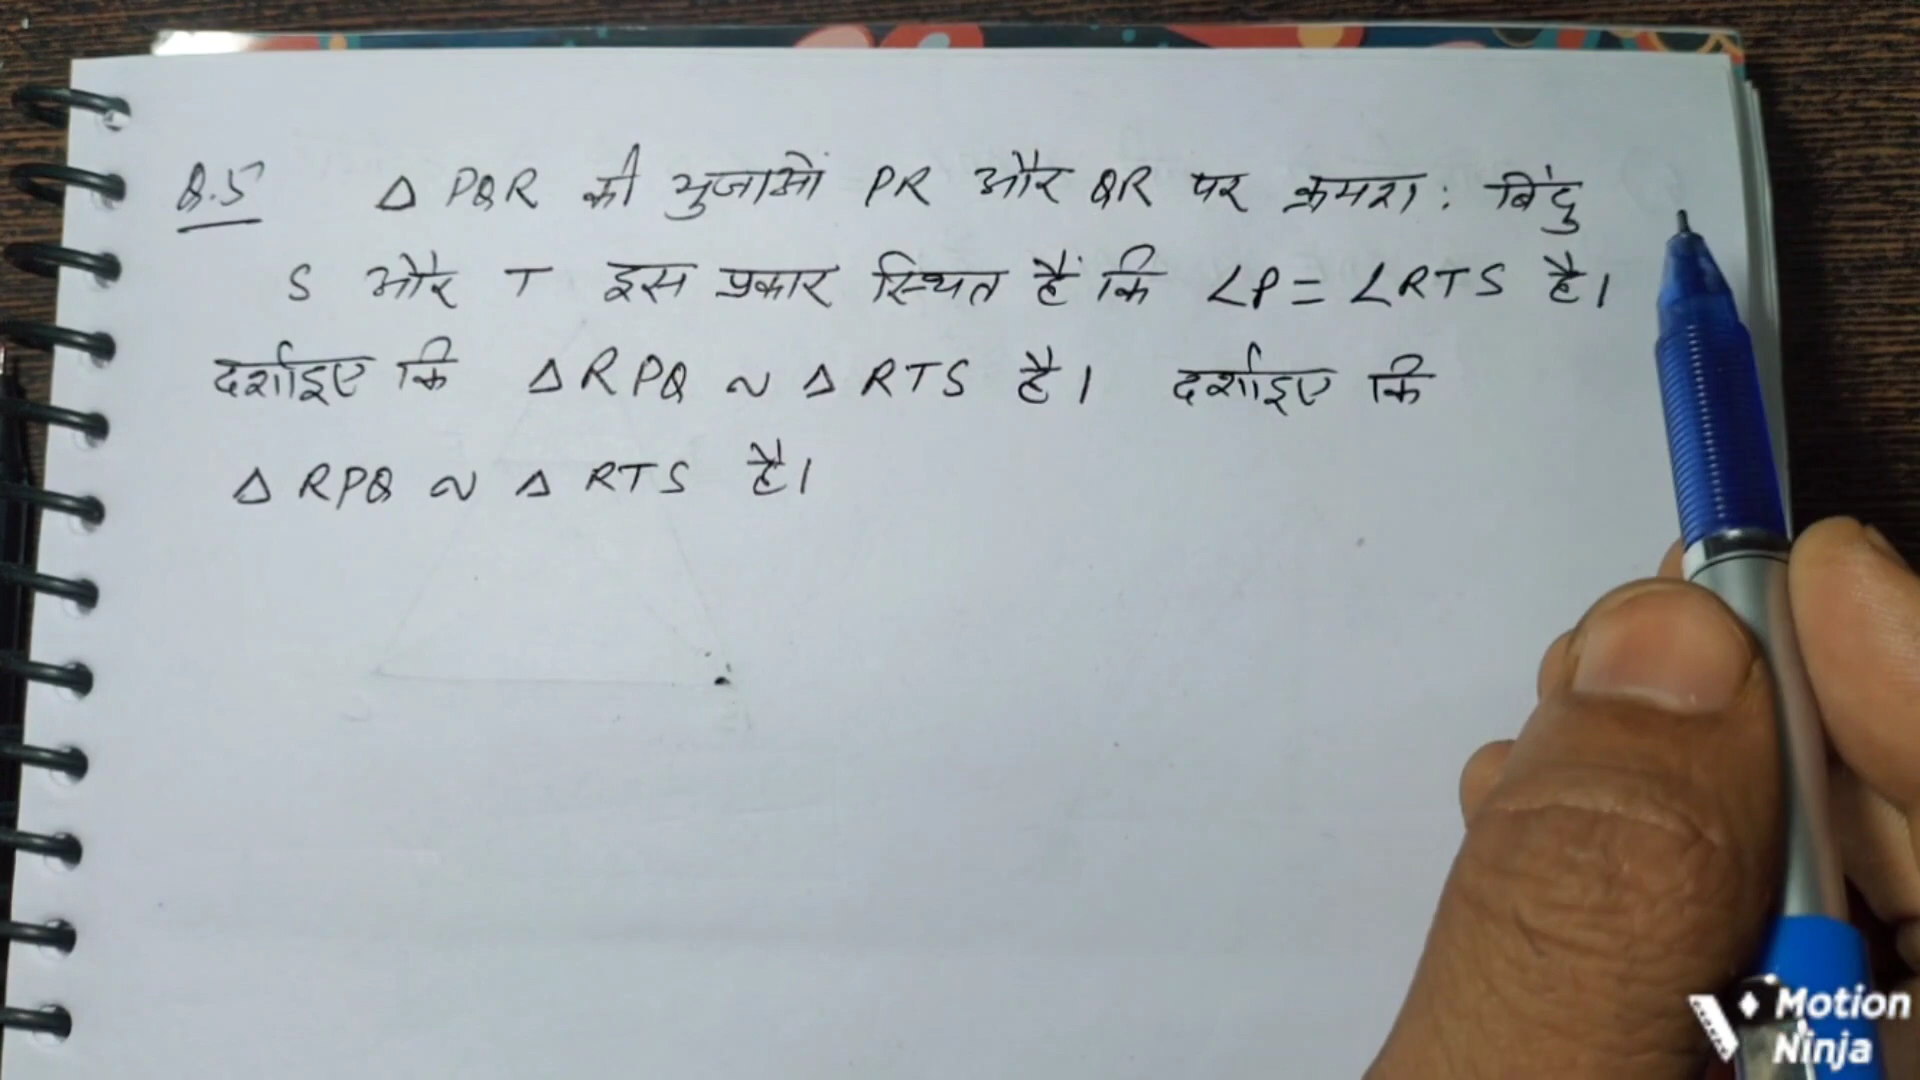 Q.5 Δ PQR की भुजाओं PR और QR पर क्रमशः बिंदु
S और T इस प्रकार स्थित हैं कि ∠P = ∠RTS है।
दर्शाइए कि Δ RPQ ~ Δ RTS है। दर्शाइए कि
Δ RPQ ~ Δ RTS है।
Motion
Ninja